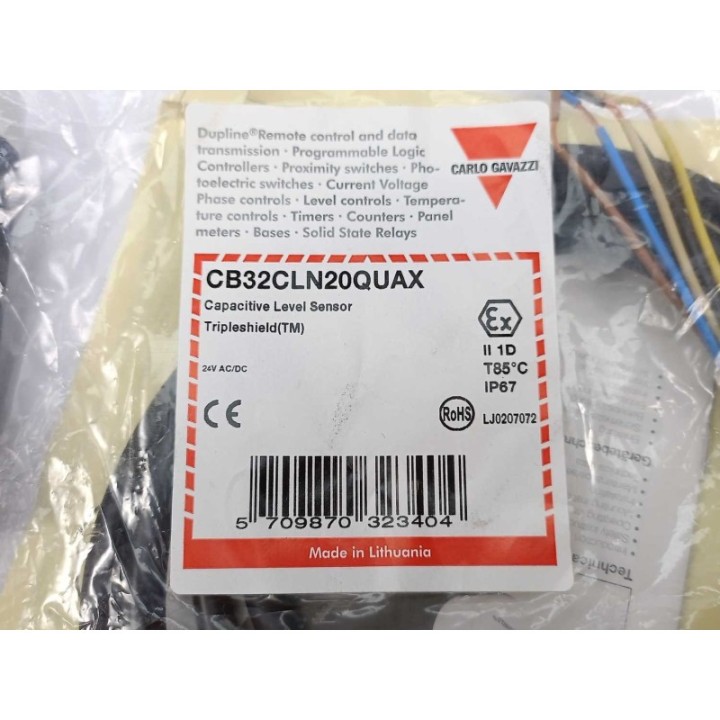 Dupline®Remote control and data
transmission · Programmable Logic
Controllers · Proximity switches · Pho-
toelectric switches · Current Voltage
Phase controls · Level controls · Tempera-
ture controls · Timers · Counters · Panel
meters · Bases · Solid State Relays
CARLO GAVAZZI
CB32CLN20QUAX
Capacitive Level Sensor
Tripleshield(TM)
24V AC/DC
Ex
II 1D
T85°C
IP67
CE
RoHS
LJ0207072
5 709870 323404
Made in Lithuania
Technica